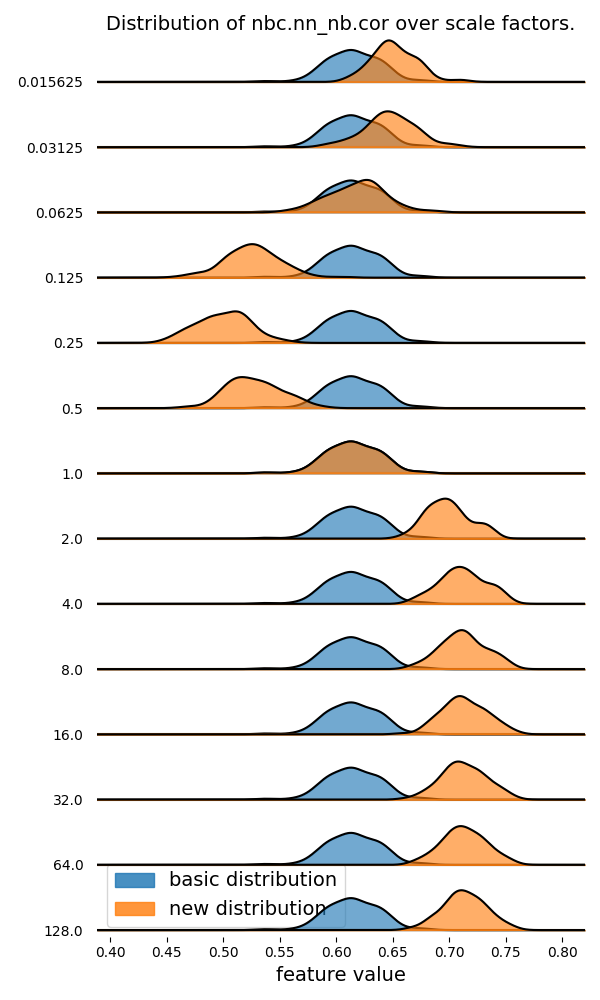 Distribution of nbc.nn_nb.cor over scale factors.
0.015625
0.03125
0.0625
0.125
0.25
0.5
1.0
2.0
4.0
8.0
16.0
32.0
64.0
basic distribution
new distribution
128.0
0.40 0.45 0.50 0.55 0.60 0.65 0.70 0.75 0.80
feature value